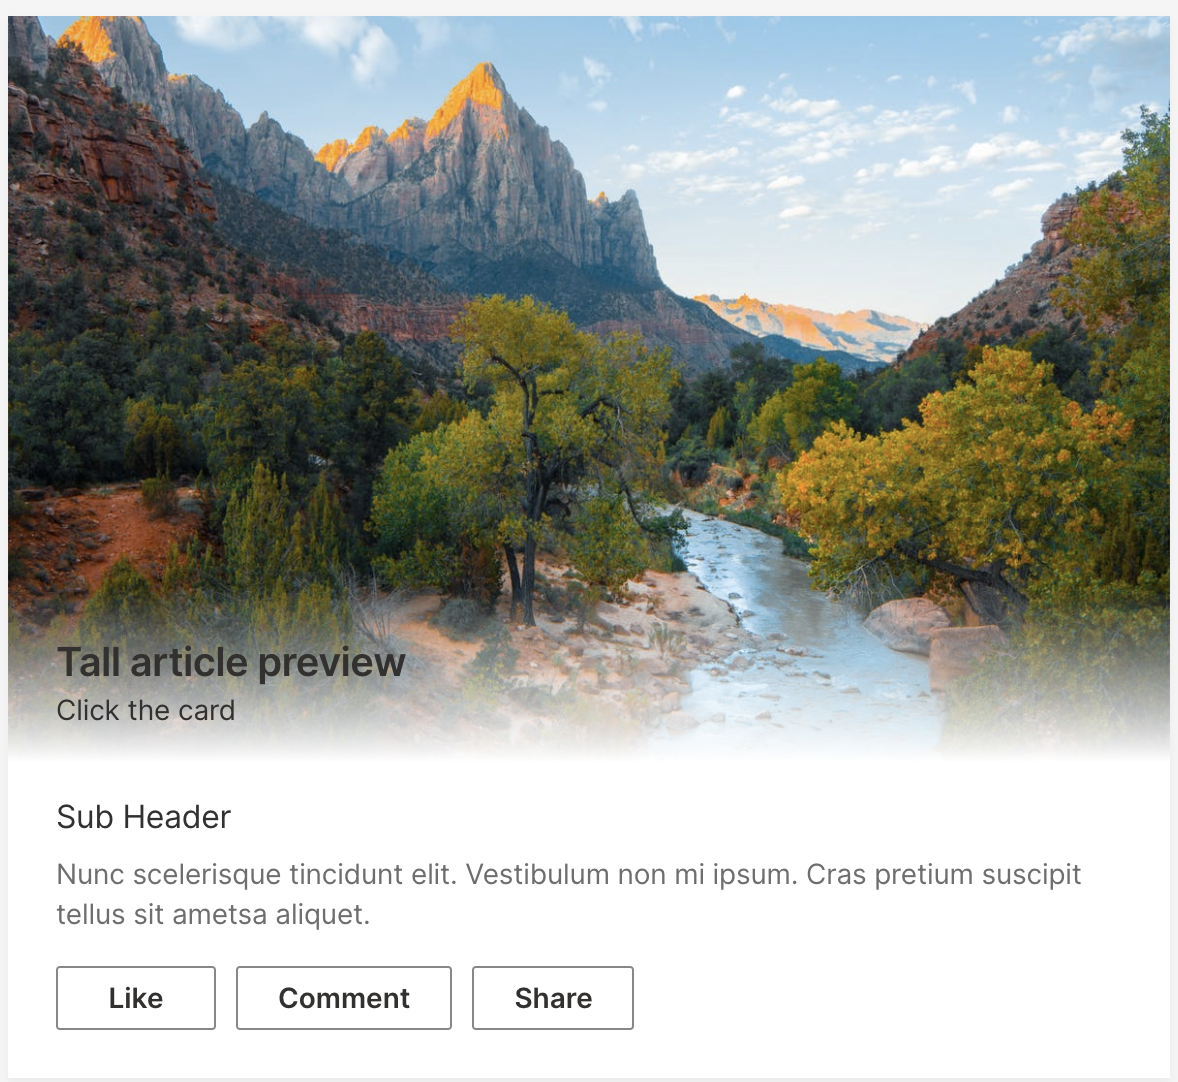 Tall article preview
Click the card
Sub Header
Nunc scelerisque tincidunt elit. Vestibulum non mi ipsum. Cras pretium suscipit
tellus sit ametsa aliquet.
Like
Comment
Share